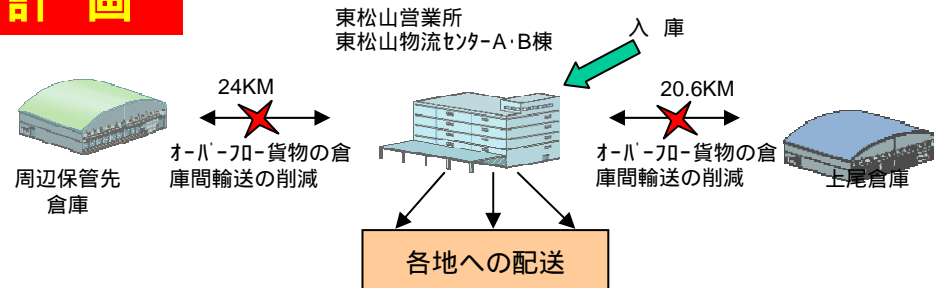 計 画
東松山営業所
東松山物流ｾﾝﾀｰA･B棟
入 庫
24KM
20.6KM
ｵｰﾊﾞｰﾌﾛｰ貨物の倉
庫間輸送の削減
ｵｰﾊﾞｰﾌﾛｰ貨物の倉
庫間輸送の削減
周辺保管先
倉庫
上尾倉庫
各地への配送